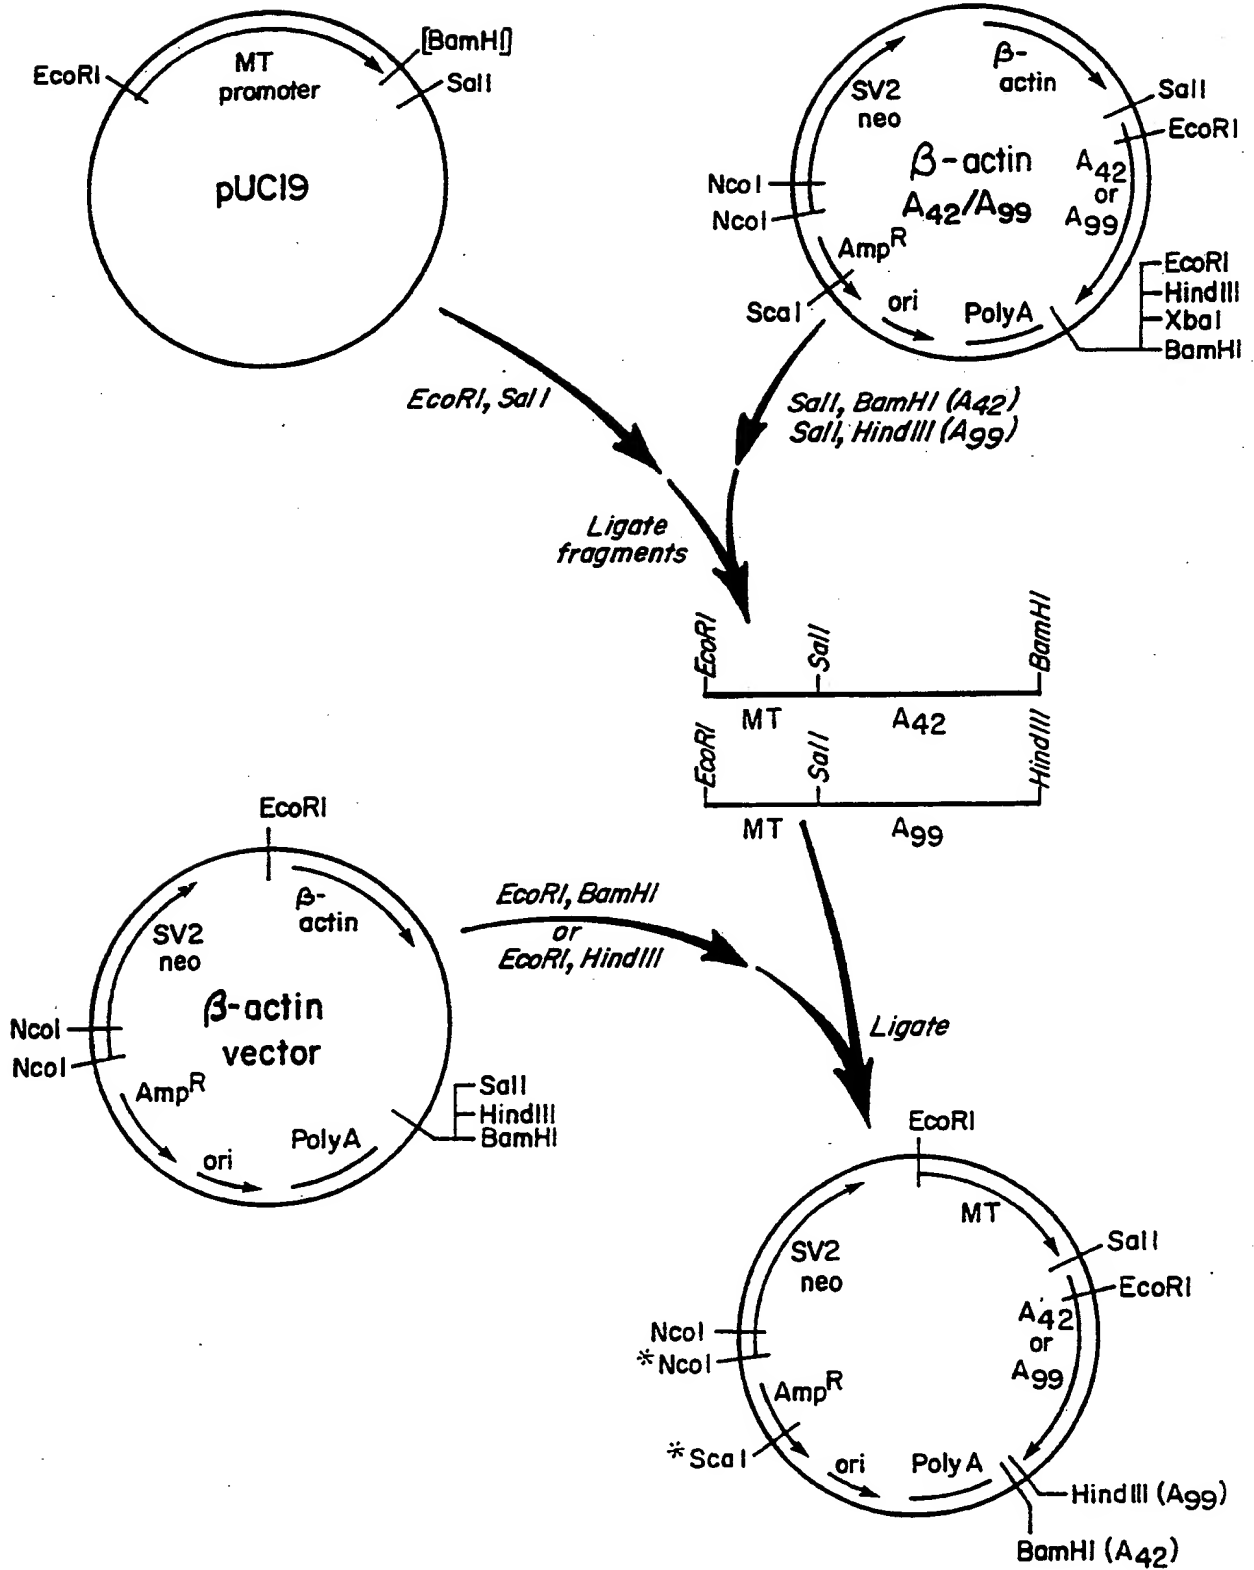 EcoRI
MT
promoter
[BamHI]
SalI
pUC19
SV2
neo
β-
actin
SalI
EcoRI
β-actin
A42/A99
A42
or
A99
NcoI
NcoI
AmpR
ScaI
ori
PolyA
EcoRI
HindIII
XbaI
BamHI
EcoRI, SalI
SalI, BamHI (A42)
SalI, HindIII (A99)
Ligate
fragments
EcoRI
SalI
BamHI
MT
A42
EcoRI
SalI
HindIII
MT
A99
EcoRI
β-
actin
SV2
neo
β-actin
vector
NcoI
NcoI
AmpR
ori
PolyA
SalI
HindIII
BamHI
EcoRI, BamHI
or
EcoRI, HindIII
Ligate
EcoRI
MT
SalI
EcoRI
SV2
neo
A42
or
A99
NcoI
*NcoI
AmpR
*ScaI
ori
PolyA
HindIII (A99)
BamHI (A42)